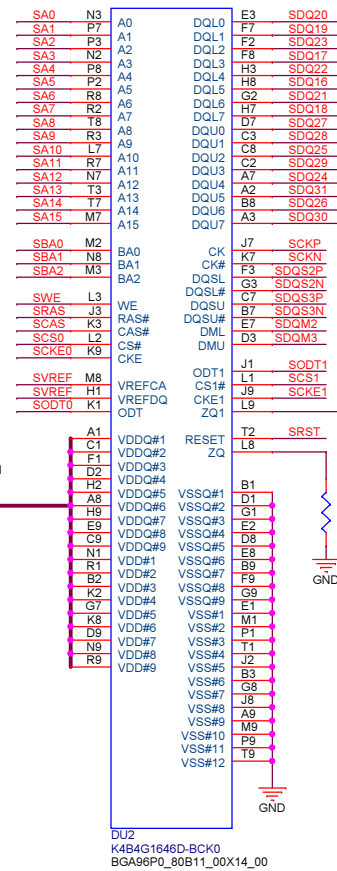 SA0 N3 A0 DQL0 E3 SDQ20
SA1 P7 A1 DQL1 F7 SDQ19
SA2 P3 A2 DQL2 F2 SDQ23
SA3 N2 A3 DQL3 F8 SDQ17
SA4 P8 A4 DQL4 H3 SDQ22
SA5 P2 A5 DQL5 H8 SDQ16
SA6 R8 A6 DQL6 G2 SDQ21
SA7 R2 A7 DQL7 H7 SDQ18
SA8 T8 A8 DQU0 D7 SDQ27
SA9 R3 A9 DQU1 C3 SDQ28
SA10 L7 A10 DQU2 C8 SDQ25
SA11 R7 A11 DQU3 C2 SDQ29
SA12 N7 A12 DQU4 A7 SDQ24
SA13 T3 A13 DQU5 A2 SDQ31
SA14 T7 A14 DQU6 B8 SDQ26
SA15 M7 A15 DQU7 A3 SDQ30
SBA0 M2 BA0 CK J7 SCKP
SBA1 N8 BA1 CK# K7 SCKN
SBA2 M3 BA2 DQSL F3 SDQS2P
DQSL# G3 SDQS2N
SWE L3 WE DQSU C7 SDQS3P
SRAS J3 RAS# DQSU# B7 SDQS3N
SCAS K3 CAS# DML E7 SDQM2
SCS0 L2 CS# DMU D3 SDQM3
SCKE0 K9 CKE
ODT1 J1 SODT1
SVREF M8 VREFCA CS1# L1 SCS1
SVREF H1 VREFDQ CKE1 J9 SCKE1
SODT0 K1 ODT ZQ1 L9
A1 VDDQ#1 RESET T2 SRST
C1 VDDQ#2 ZQ L8
F1 VDDQ#3
D2 VDDQ#4
H2 VDDQ#5 VSSQ#1 B1
A8 VDDQ#6 VSSQ#2 D1
H9 VDDQ#7 VSSQ#3 G1
E9 VDDQ#8 VSSQ#4 E2
C9 VDDQ#9 VSSQ#5 D8
N1 VDD#1 VSSQ#6 E8
R1 VDD#2 VSSQ#7 B9
B2 VDD#3 VSSQ#8 F9
K2 VDD#4 VSSQ#9 G9
G7 VDD#5 VSS#1 E1
K8 VDD#6 VSS#2 M1
D9 VDD#7 VSS#3 P1
N9 VDD#8 VSS#4 T1
R9 VDD#9 VSS#5 J2
VSS#6 B3
VSS#7 G8
VSS#8 J8
VSS#9 A9
VSS#10 M9
VSS#11 P9
VSS#12 T9
GND
GND
DU2
K4B4G1646D-BCK0
BGA96P0_80B11_00X14_00